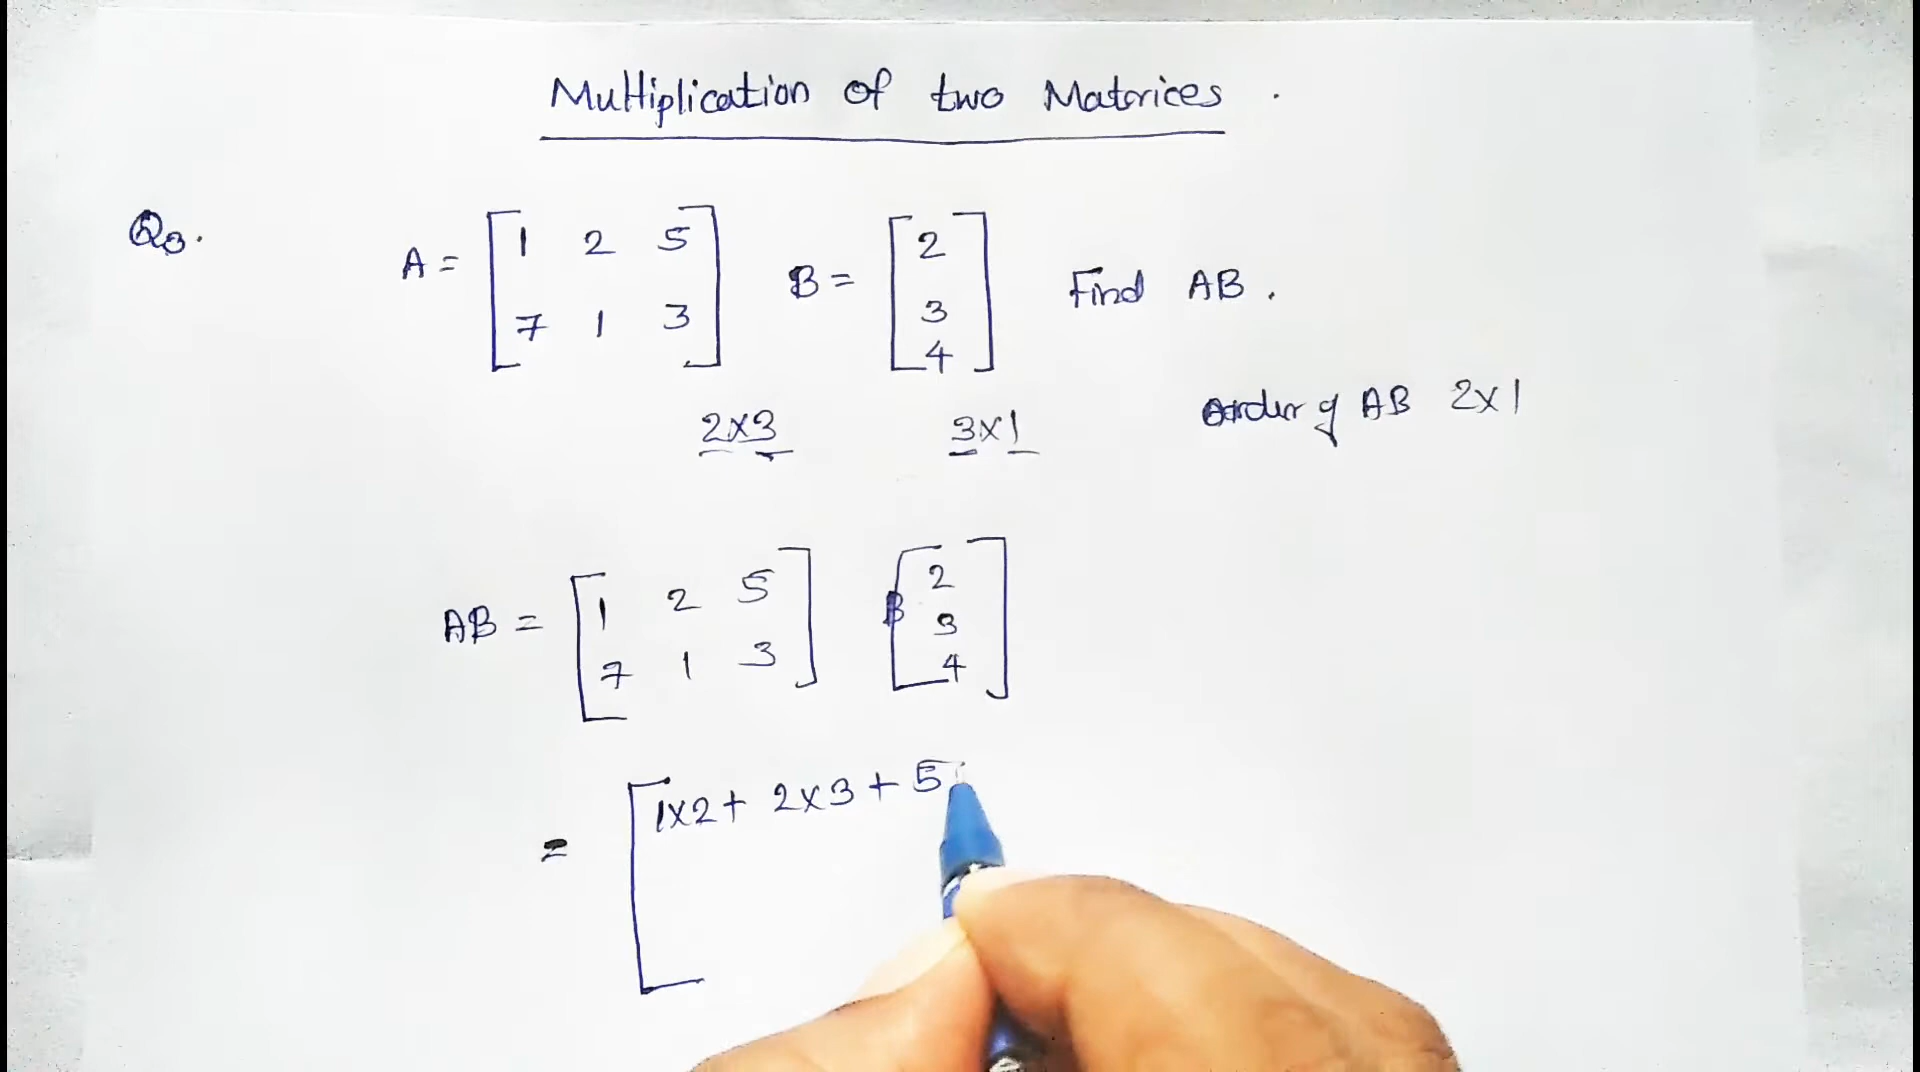 Multiplication of two Matrices .
Q3. A = [ 1 2 5 B = [ 2 Find AB .
7 1 3 ] 3
4 ]
2x3 3x1 order of AB 2x1
AB = [ 1 2 5 [ 2
7 1 3 ] 3
4 ]
= [ 1x2 + 2x3 + 5